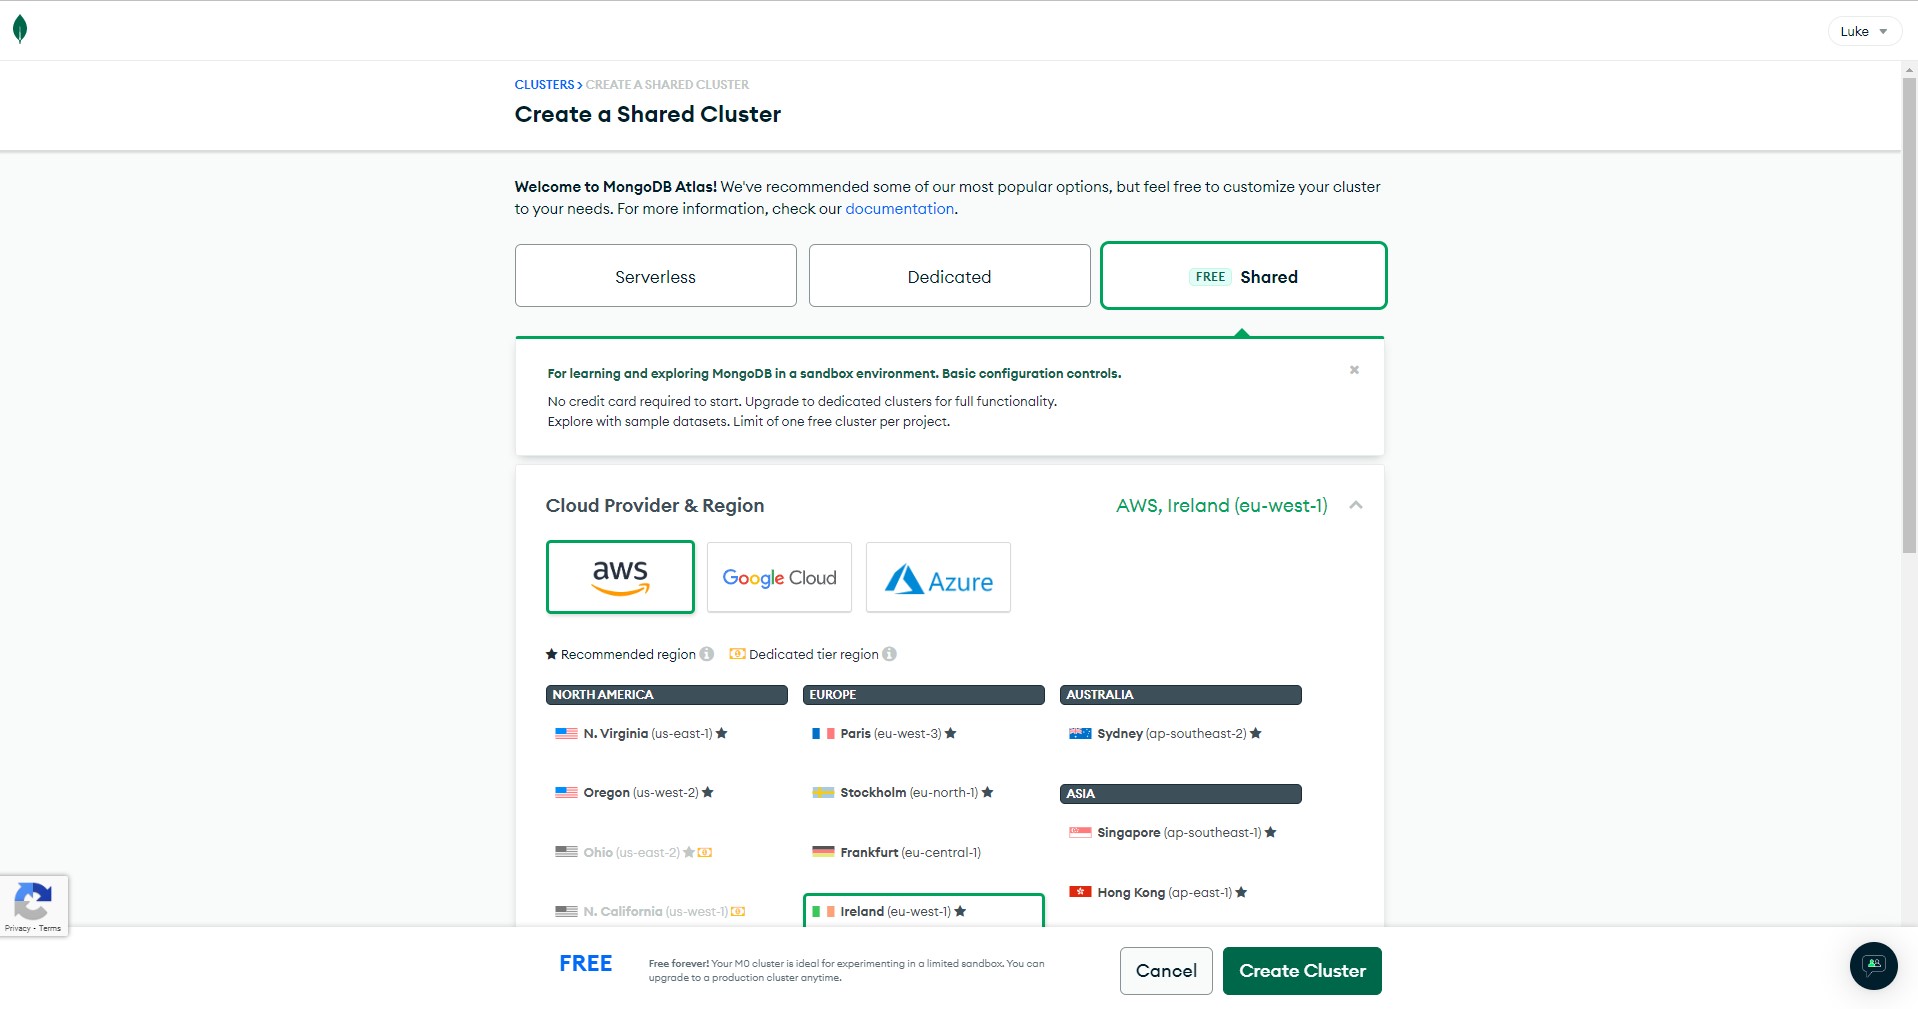 Luke
CLUSTERS > CREATE A SHARED CLUSTER
Create a Shared Cluster
Welcome to MongoDB Atlas! We've recommended some of our most popular options, but feel free to customize your cluster
to your needs. For more information, check our documentation.
Serverless
Dedicated
FREE Shared
For learning and exploring MongoDB in a sandbox environment. Basic configuration controls.
No credit card required to start. Upgrade to dedicated clusters for full functionality.
Explore with sample datasets. Limit of one free cluster per project.
Cloud Provider & Region
AWS, Ireland (eu-west-1)
aws
Google Cloud
Azure
Recommended region
Dedicated tier region
NORTH AMERICA
N. Virginia (us-east-1)
Oregon (us-west-2)
Ohio (us-east-2)
N. California (us-west-1)
EUROPE
Paris (eu-west-3)
Stockholm (eu-north-1)
Frankfurt (eu-central-1)
Ireland (eu-west-1)
AUSTRALIA
Sydney (ap-southeast-2)
ASIA
Singapore (ap-southeast-1)
Hong Kong (ap-east-1)
Privacy - Terms
FREE
Free forever! Your M0 cluster is ideal for experimenting in a limited sandbox. You can
upgrade to a production cluster anytime.
Cancel
Create Cluster